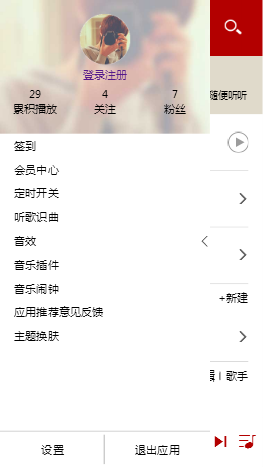 登录注册
29 4 7
累积播放 关注 粉丝
随便听听
签到
会员中心
定时开关
听歌识曲
音效
音乐插件
音乐闹钟
+新建
应用推荐意见反馈
主题换肤
歌手
设置 退出应用